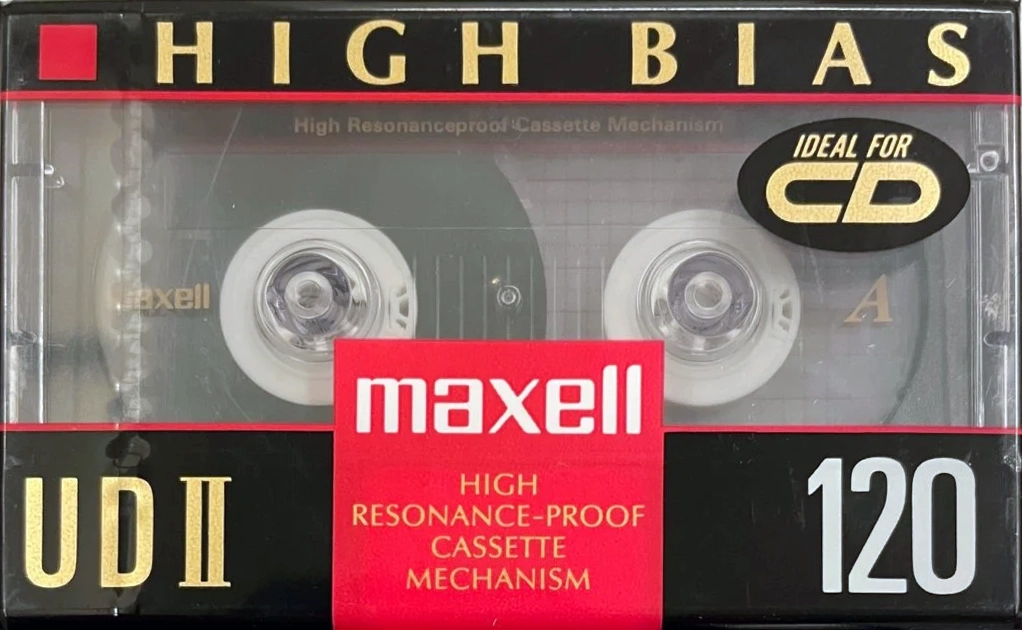 HIGH BIAS
High Resonanceproof Cassette Mechanism
IDEAL FOR
CD
maxell
A
maxell
HIGH
RESONANCE-PROOF
CASSETTE
MECHANISM
UD II
120